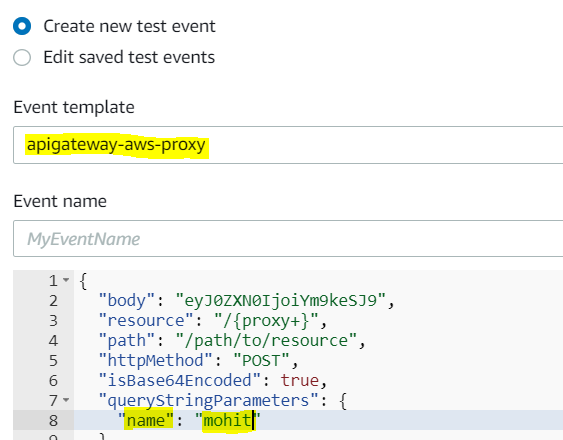 Create new test event
Edit saved test events
Event template
apigateway-aws-proxy
Event name
MyEventName
1 {
2 "body": "eyJ0ZXN0IjoiYm9keSJ9",
3 "resource": "/{proxy+}",
4 "path": "/path/to/resource",
5 "httpMethod": "POST",
6 "isBase64Encoded": true,
7 "queryStringParameters": {
8 "name": "mohit"
9 }